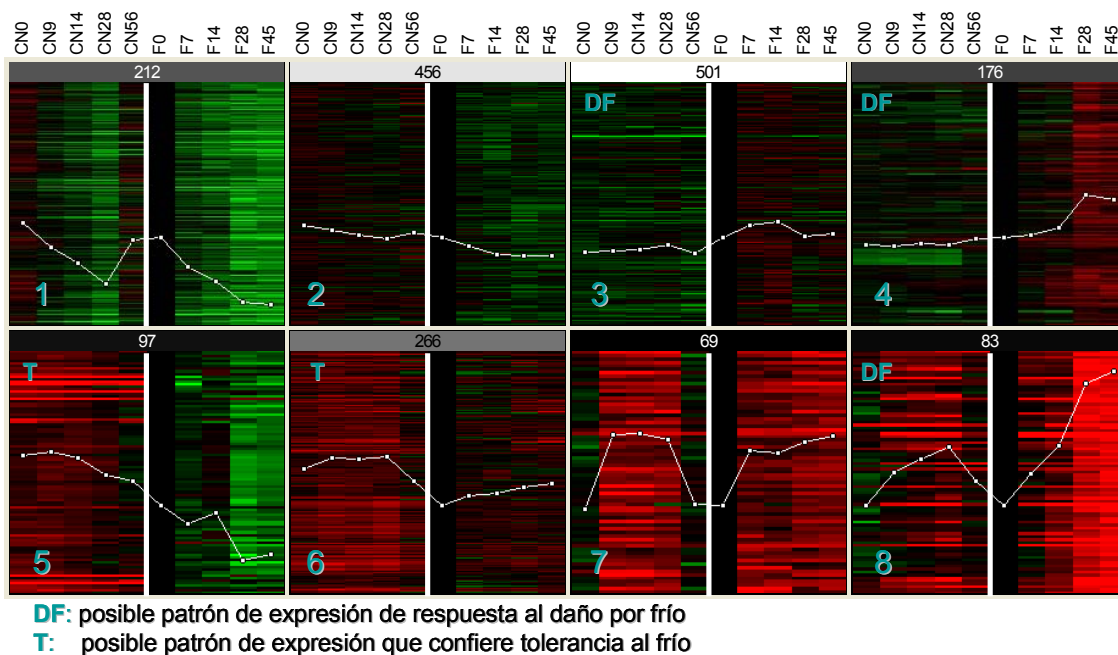 CN0 CN9 CN14 CN28 CN56 F0 F7 F14 F28 F45 CN0 CN9 CN14 CN28 CN56 F0 F7 F14 F28 F45 CN0 CN9 CN14 CN28 CN56 F0 F7 F14 F28 F45 CN0 CN9 CN14 CN28 CN56 F0 F7 F14 F28 F45
212 456 501 176
DF
1 2 3 4
97 266 69 83
T T DF
5 6 7 8
DF: posible patrón de expresión de respuesta al daño por frío
T: posible patrón de expresión que confiere tolerancia al frío